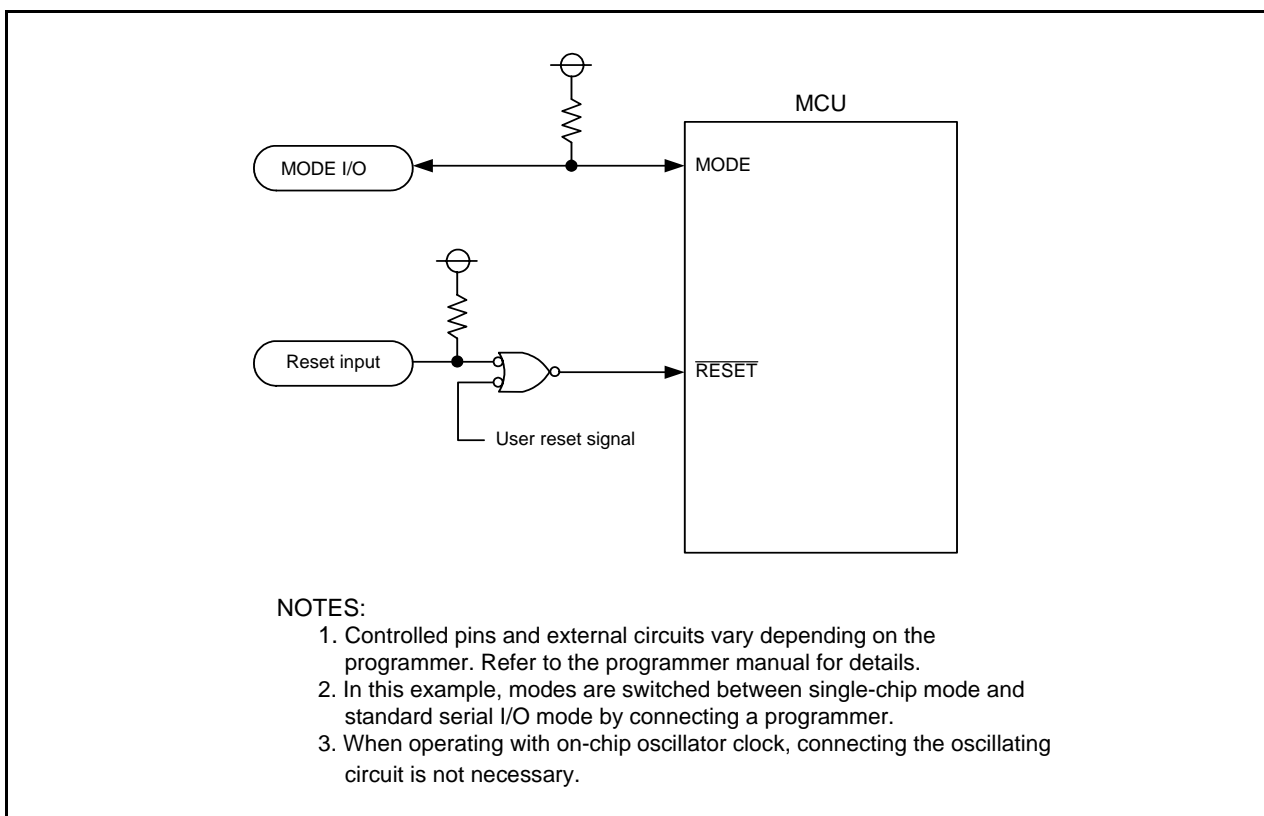 MCU
MODE I/O
MODE
Reset input
RESET
User reset signal
NOTES:
1. Controlled pins and external circuits vary depending on the
programmer. Refer to the programmer manual for details.
2. In this example, modes are switched between single-chip mode and
standard serial I/O mode by connecting a programmer.
3. When operating with on-chip oscillator clock, connecting the oscillating
circuit is not necessary.